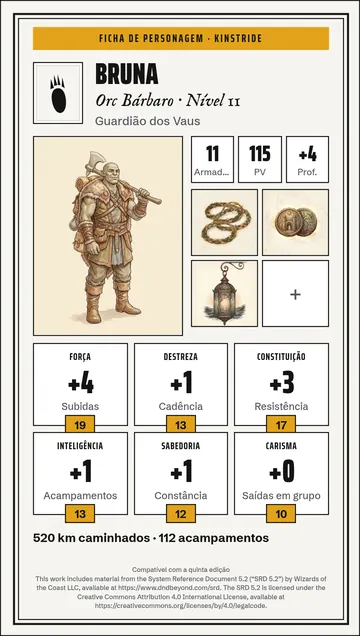 FICHA DE PERSONAGEM · KINSTRIDE
BRUNA
Orc Bárbaro · Nível 11
Guardião dos Vaus
11
Armad...
115
PV
+4
Prof.
+
FORÇA
+4
Subidas
19
DESTREZA
+1
Cadência
13
CONSTITUIÇÃO
+3
Resistência
17
INTELIGÊNCIA
+1
Acampamentos
13
SABEDORIA
+1
Constância
12
CARISMA
+0
Saídas em grupo
10
520 km caminhados · 112 acampamentos
Compatível com a quinta edição
This work includes material from the System Reference Document 5.2 ("SRD 5.2") by Wizards of
the Coast LLC, available at https://www.dndbeyond.com/srd. The SRD 5.2 is licensed under the
Creative Commons Attribution 4.0 International License, available at
https://creativecommons.org/licenses/by/4.0/legalcode.